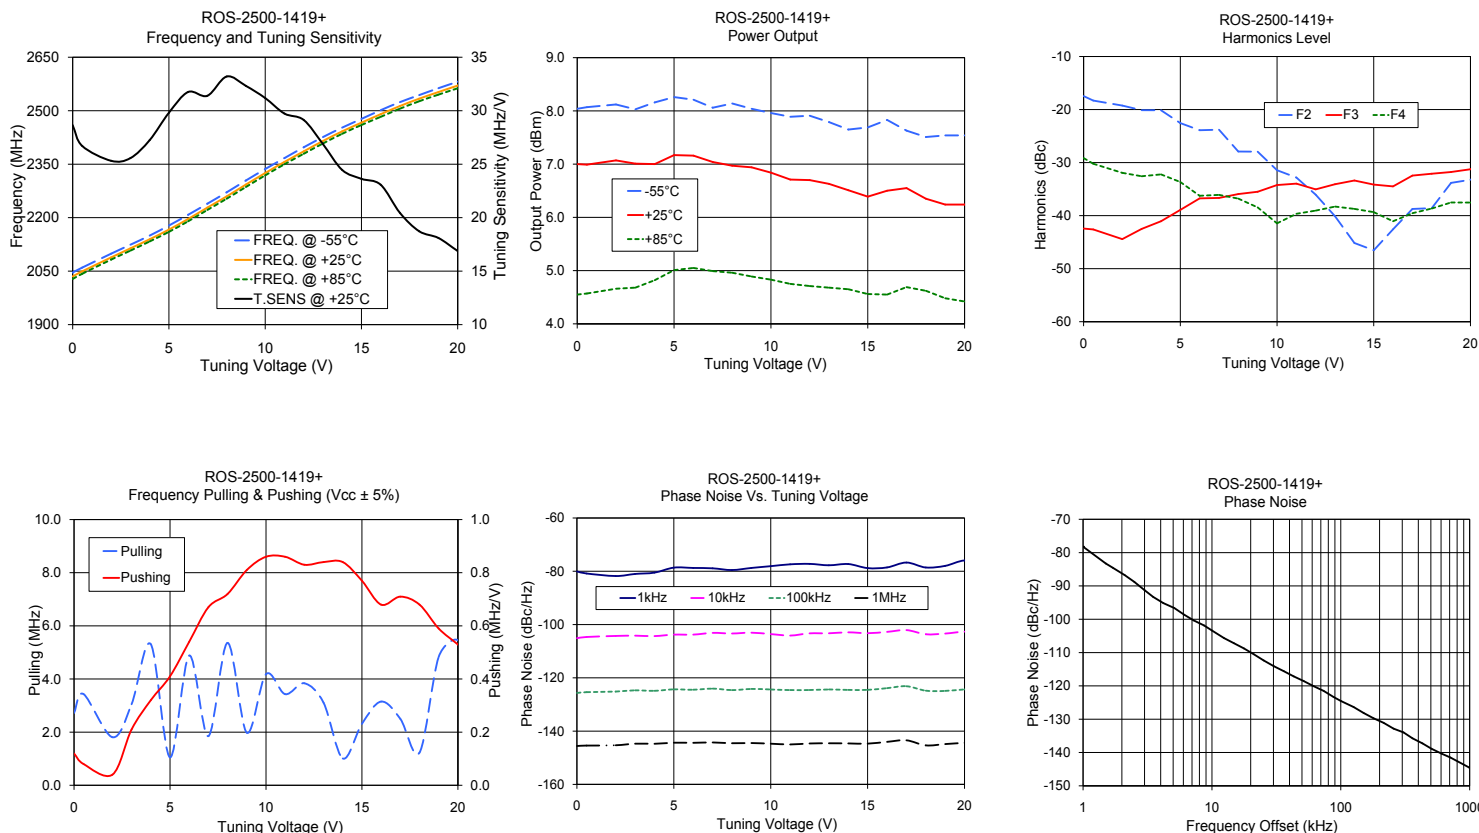 ROS-2500-1419+
Frequency and Tuning Sensitivity
2650
2500
2350
2200
2050
1900
35
30
25
20
15
10
Frequency (MHz)
Tuning Sensitivity (MHz/V)
FREQ. @ -55°C
FREQ. @ +25°C
FREQ. @ +85°C
T.SENS @ +25°C
0 5 10 15 20
Tuning Voltage (V)
ROS-2500-1419+
Power Output
9.0
8.0
7.0
6.0
5.0
4.0
Output Power (dBm)
-55°C
+25°C
+85°C
0 5 10 15 20
Tuning Voltage (V)
ROS-2500-1419+
Harmonics Level
-10
-20
-30
-40
-50
-60
Harmonics (dBc)
F2 F3 F4
0 5 10 15 20
Tuning Voltage (V)
ROS-2500-1419+
Frequency Pulling & Pushing (Vcc ± 5%)
10.0
8.0
6.0
4.0
2.0
0.0
1.0
0.8
0.6
0.4
0.2
0.0
Pulling (MHz)
Pushing (MHz/V)
Pulling
Pushing
0 5 10 15 20
Tuning Voltage (V)
ROS-2500-1419+
Phase Noise Vs. Tuning Voltage
-60
-80
-100
-120
-140
-160
Phase Noise (dBc/Hz)
1kHz 10kHz 100kHz 1MHz
0 5 10 15 20
Tuning Voltage (V)
ROS-2500-1419+
Phase Noise
-70
-80
-90
-100
-110
-120
-130
-140
-150
Phase Noise (dBc/Hz)
1 10 100 1000
Frequency Offset (kHz)